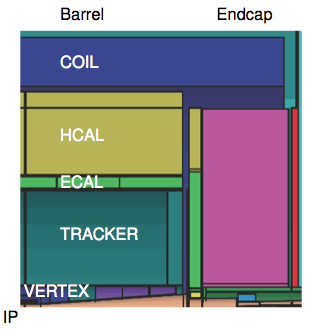 Barrel Endcap
COIL
HCAL
ECAL
TRACKER
VERTEX
IP